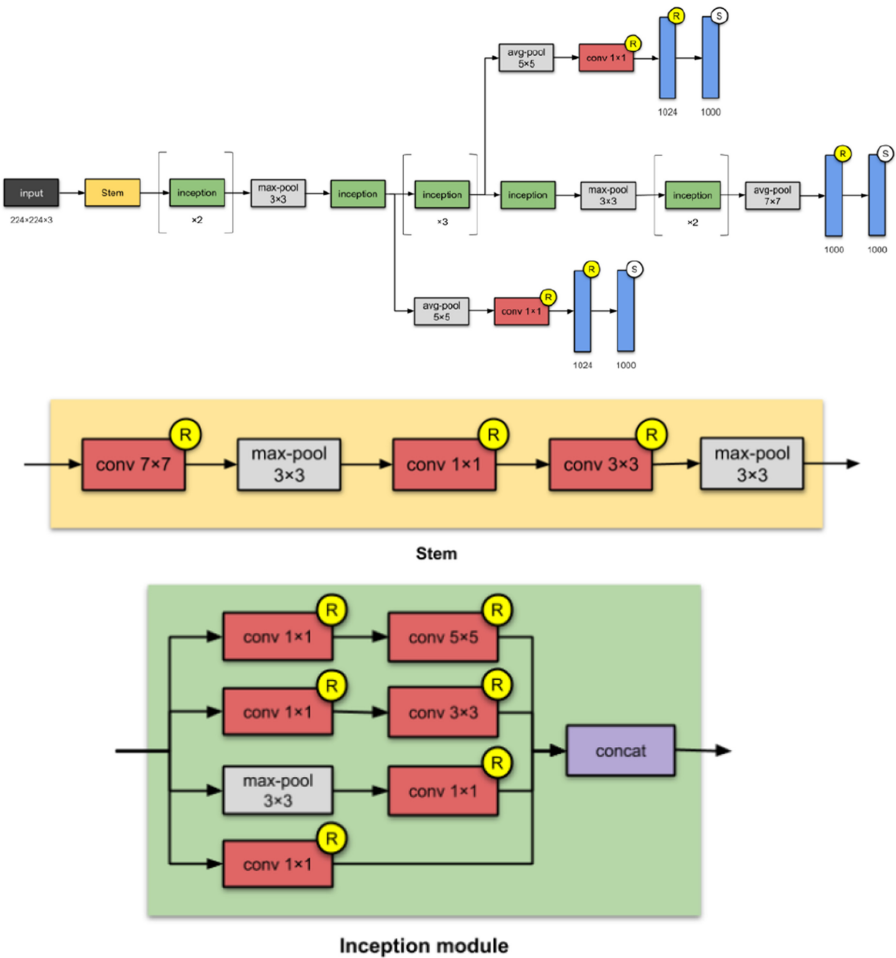 R
S
avg-pool
5×5
conv 1×1
1024
1000
input
Stem
inception
max-pool
3×3
inception
inception
inception
max-pool
3×3
inception
avg-pool
7×7
R
S
224×224×3
×2
×3
×2
1000
1000
avg-pool
5×5
conv 1×1
R
R
S
1024
1000
conv 7×7
R
max-pool
3×3
conv 1×1
R
conv 3×3
R
max-pool
3×3
Stem
conv 1×1
R
conv 5×5
R
conv 1×1
R
conv 3×3
R
max-pool
3×3
conv 1×1
R
conv 1×1
R
concat
Inception module